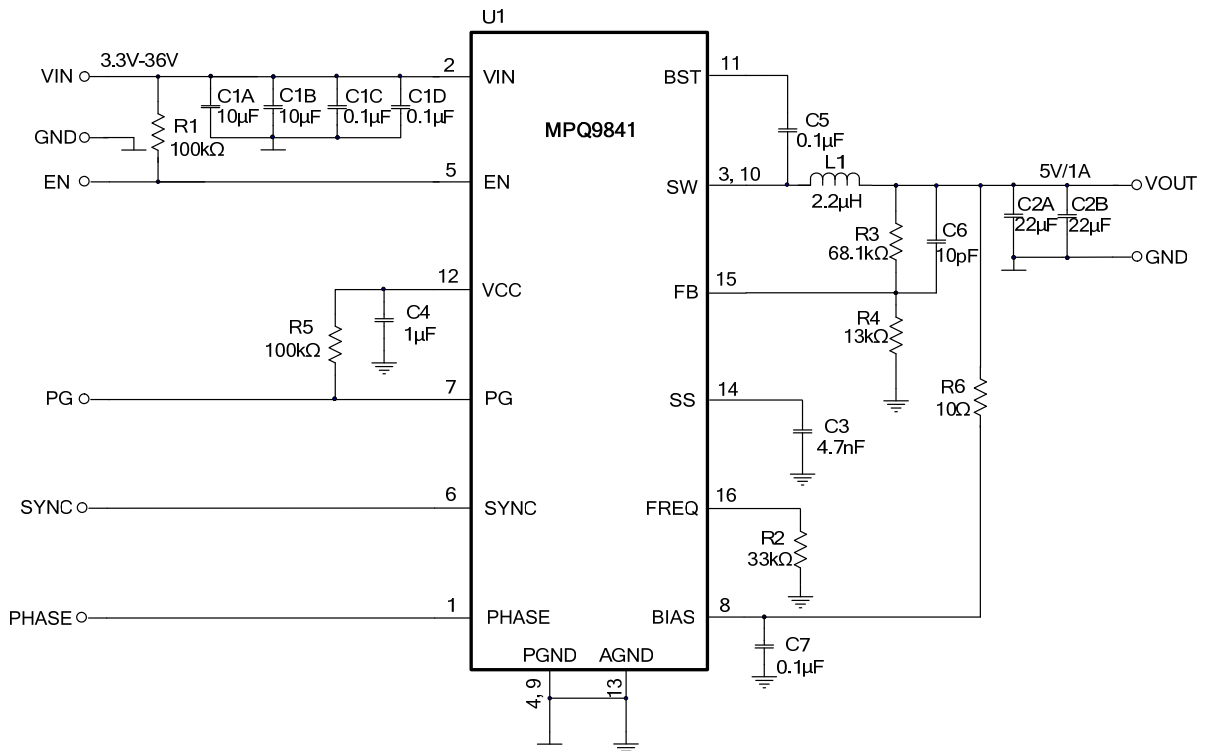 U1
MPQ9841
VIN
3.3V-36V
2
VIN
C1A
10µF
C1B
10µF
C1C
0.1µF
C1D
0.1µF
GND
R1
100kΩ
EN
5
EN
12
VCC
C4
1µF
R5
100kΩ
PG
7
PG
SYNC
6
SYNC
PHASE
1
PHASE
PGND
AGND
4, 9
13
BST
11
C5
0.1µF
SW
3, 10
L1
2.2µH
5V/1A
VOUT
C2A
22µF
C2B
22µF
GND
R3
68.1kΩ
C6
10pF
FB
15
R4
13kΩ
SS
14
C3
4.7nF
R6
10Ω
FREQ
16
R2
33kΩ
BIAS
8
C7
0.1µF